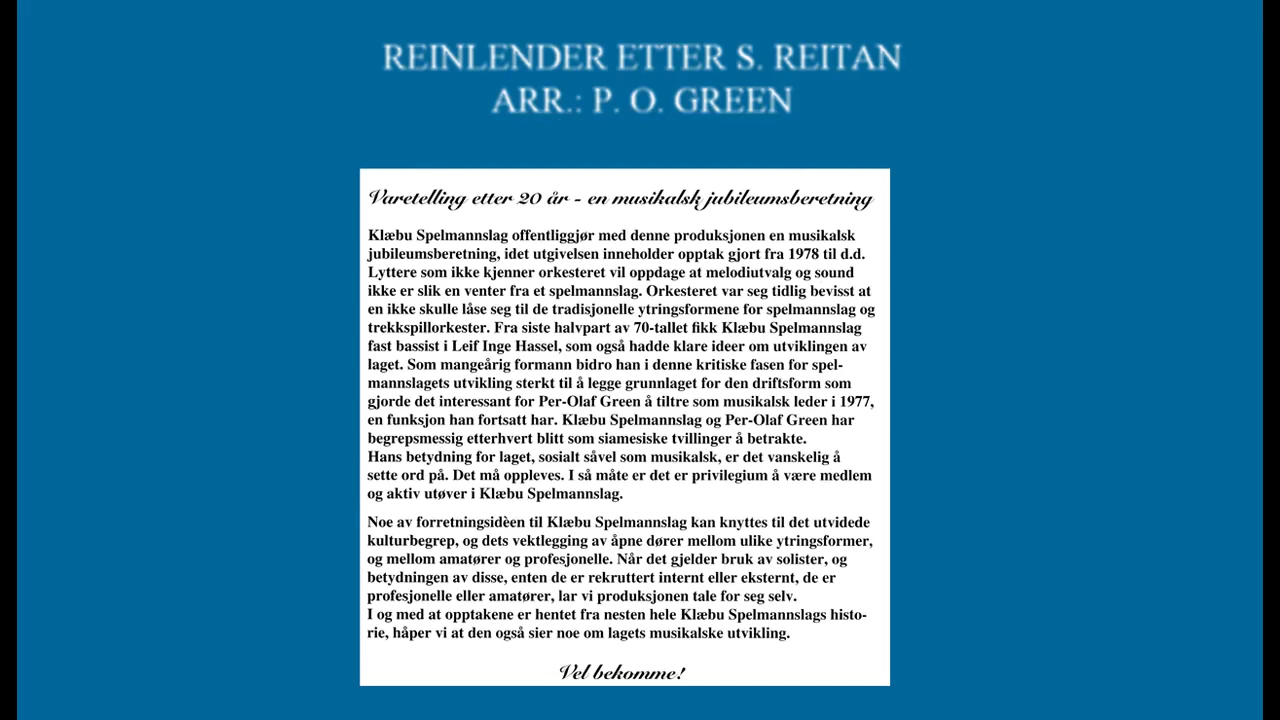 REINLENDER ETTER S. REITAN
ARR.: P. O. GREEN
Varetelling etter 20 år - en musikalsk jubileumsberetning
Klæbu Spelmannslag offentliggjør med denne produksjonen en musikalsk
jubileumsberetning, idet utgivelsen inneholder opptak gjort fra 1978 til d.d.
Lyttere som ikke kjenner orkesteret vil oppdage at melodiutvalg og sound
ikke er slik en venter fra et spelmannslag. Orkesteret var seg tidlig bevisst at
en ikke skulle låse seg til de tradisjonelle ytringsformene for spelmannslag og
trekkspillorkester. Fra siste halvpart av 70-tallet fikk Klæbu Spelmannslag
fast bassist i Leif Inge Hassel, som også hadde klare ideer om utviklingen av
laget. Som mangeårig formann bidro han i denne kritiske fasen for spel-
mannslagets utvikling sterkt til å legge grunnlaget for den driftsform som
gjorde det interessant for Per-Olaf Green å tiltre som musikalsk leder i 1977,
en funksjon han fortsatt har. Klæbu Spelmannslag og Per-Olaf Green har
begrepsmessig etterhvert blitt som siamesiske tvillinger å betrakte.
Hans betydning for laget, sosialt såvel som musikalsk, er det vanskelig å
sette ord på. Det må oppleves. I så måte er det er privilegium å være medlem
og aktiv utøver i Klæbu Spelmannslag.
Noe av forretningsidèen til Klæbu Spelmannslag kan knyttes til det utvidede
kulturbegrep, og dets vektlegging av åpne dører mellom ulike ytringsformer,
og mellom amatører og profesjonelle. Når det gjelder bruk av solister, og
betydningen av disse, enten de er rekruttert internt eller eksternt, de er
profesjonelle eller amatører, lar vi produksjonen tale for seg selv.
I og med at opptakene er hentet fra nesten hele Klæbu Spelmannslags histo-
rie, håper vi at den også sier noe om lagets musikalske utvikling.
Vel bekomme!